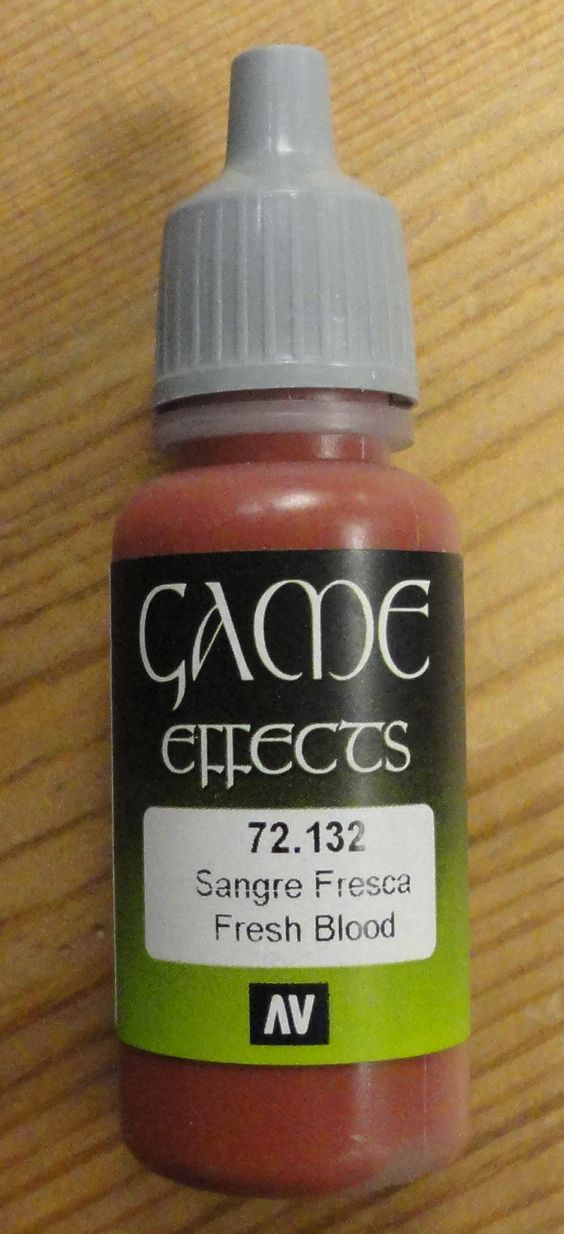 GAME
EFFECTS
72.132
Sangre Fresca
Fresh Blood
AV